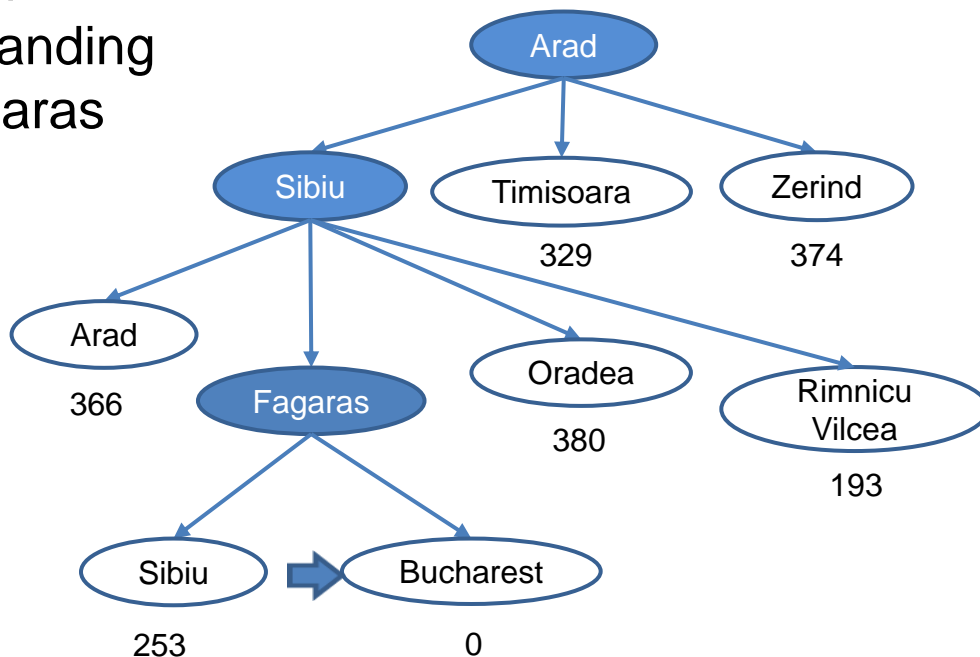 anding
aras
Arad
Sibiu
Timisoara
Zerind
329
374
Arad
Fagaras
Oradea
Rimnicu
Vilcea
366
380
193
Sibiu
Bucharest
253
0